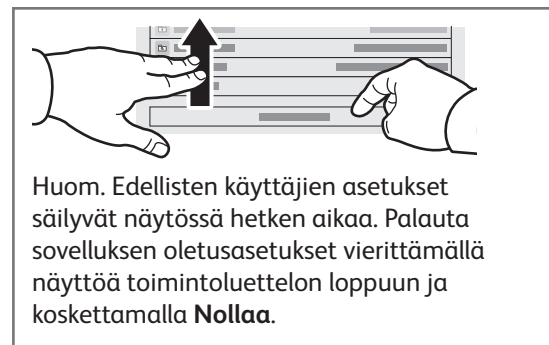 Huom. Edellisten käyttäjien asetukset
säilyvät näytössä hetken aikaa. Palauta
sovelluksen oletusasetukset vierittämällä
näyttöä toimintoluettelon loppuun ja
koskettamalla Nollaa.